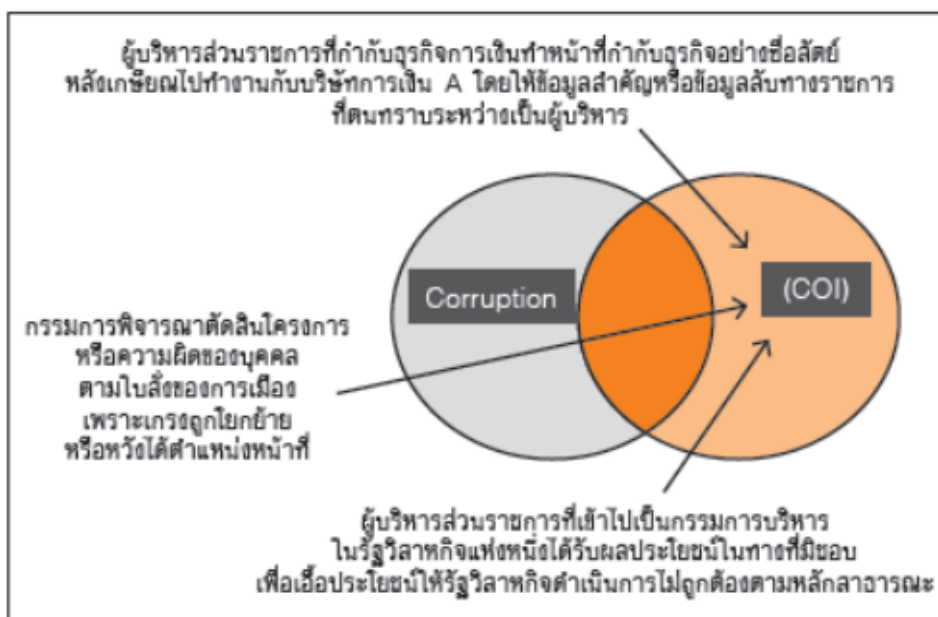 ผู้บริหารส่วนราชการที่กำกับธุรกิจการเงินทำหน้าที่กำกับธุรกิจอย่างซื่อสัตย์
หลังเกษียณไปทำงานกับบริษัทการเงิน A โดยให้ข้อมูลสำคัญหรือข้อมูลลับทางราชการ
ที่ตนทราบระหว่างเป็นผู้บริหาร
Corruption
(COI)
กรรมการพิจารณาตัดสินโครงการ
หรือความผิดของบุคคล
ตามใบสั่งของการเมือง
เพราะเกรงถูกโยกย้าย
หรือหวังได้ตำแหน่งหน้าที่
ผู้บริหารส่วนราชการที่เข้าไปเป็นกรรมการบริหาร
ในรัฐวิสาหกิจแห่งหนึ่งได้รับผลประโยชน์ในทางที่มิชอบ
เพื่อเอื้อประโยชน์ให้รัฐวิสาหกิจดำเนินการไม่ถูกต้องตามหลักสาธารณะ